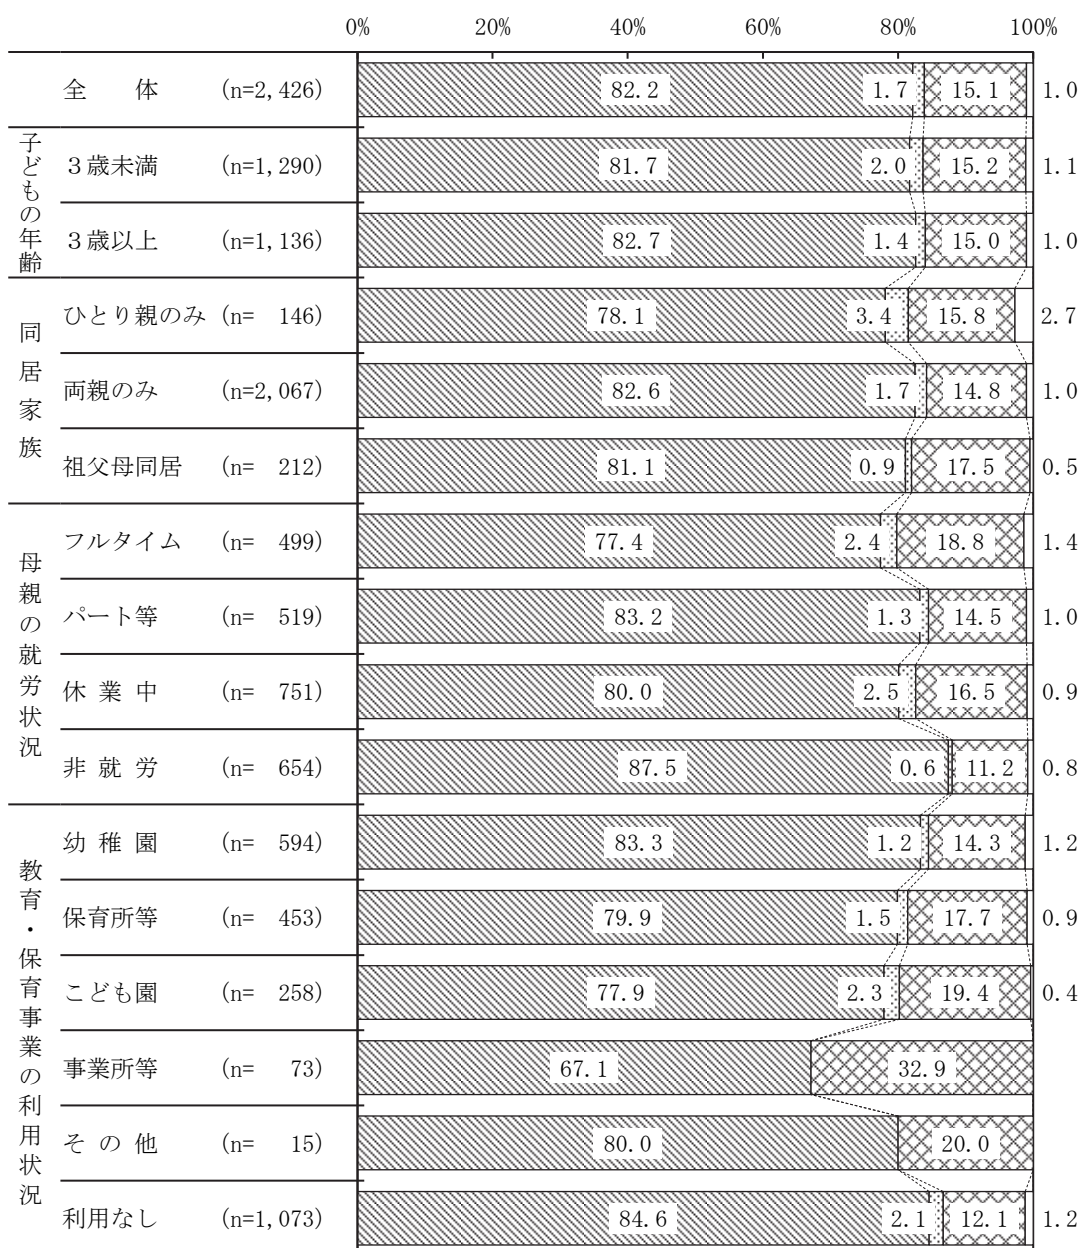 0% 20% 40% 60% 80% 100%
全 体 (n=2,426) 82.2 1.7 15.1 1.0
子どもの年齢
３歳未満 (n=1,290) 81.7 2.0 15.2 1.1
３歳以上 (n=1,136) 82.7 1.4 15.0 1.0
同居家族
ひとり親のみ (n= 146) 78.1 3.4 15.8 2.7
両親のみ (n=2,067) 82.6 1.7 14.8 1.0
祖父母同居 (n= 212) 81.1 0.9 17.5 0.5
母親の就労状況
フルタイム (n= 499) 77.4 2.4 18.8 1.4
パート等 (n= 519) 83.2 1.3 14.5 1.0
休 業 中 (n= 751) 80.0 2.5 16.5 0.9
非 就 労 (n= 654) 87.5 0.6 11.2 0.8
教育・保育事業の利用状況
幼 稚 園 (n= 594) 83.3 1.2 14.3 1.2
保育所等 (n= 453) 79.9 1.5 17.7 0.9
こども園 (n= 258) 77.9 2.3 19.4 0.4
事業所等 (n= 73) 67.1 32.9
そ の 他 (n= 15) 80.0 20.0
利用なし (n=1,073) 84.6 2.1 12.1 1.2